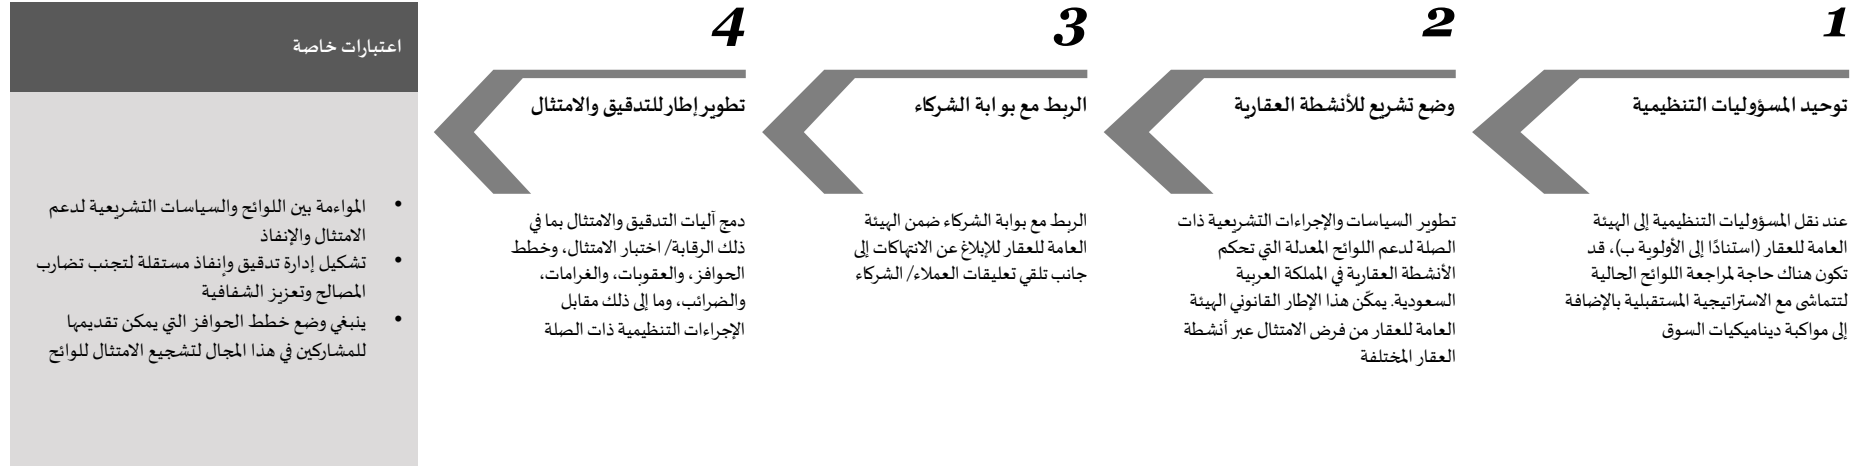 1
توحيد المسؤوليات التنظيمية
عند نقل المسؤوليات التنظيمية إلى الهيئة
العامة للعقار (استنادًا إلى الأولوية ب)، قد
تكون هناك حاجة لمراجعة اللوائح الحالية
لتتماشى مع الاستراتيجية المستقبلية بالإضافة
إلى مواكبة ديناميكيات السوق
2
وضع تشريع للأنشطة العقارية
تطوير السياسات والإجراءات التشريعية ذات
الصلة لدعم اللوائح المعدلة التي تحكم
الأنشطة العقارية في المملكة العربية
السعودية. يمكّن هذا الإطار القانوني الهيئة
العامة للعقار من فرض الامتثال عبر أنشطة
العقار المختلفة
3
الربط مع بوابة الشركاء
الربط مع بوابة الشركاء ضمن الهيئة
العامة للعقار للإبلاغ عن الانتهاكات إلى
جانب تلقي تعليقات العملاء/ الشركاء
4
تطوير إطار للتدقيق والامتثال
دمج آليات التدقيق والامتثال بما في
ذلك الرقابة/ اختبار الامتثال، وخطط
الحوافز، والعقوبات، والغرامات،
والضرائب، وما إلى ذلك مقابل
الإجراءات التنظيمية ذات الصلة
اعتبارات خاصة
• المواءمة بين اللوائح والسياسات التشريعية لدعم
الامتثال والإنفاذ
• تشكيل إدارة تدقيق وإنفاذ مستقلة لتجنب تضارب
المصالح وتعزيز الشفافية
• ينبغي وضع خطط الحوافز التي يمكن تقديمها
للمشاركين في هذا المجال لتشجيع الامتثال للوائح